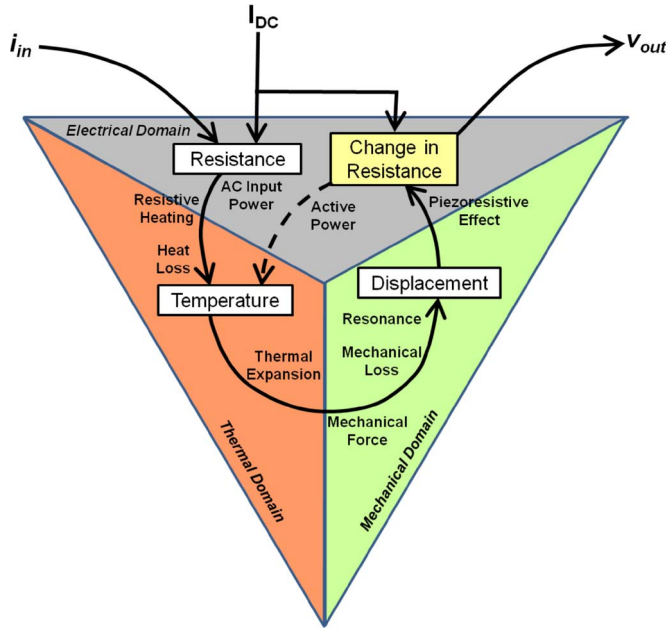 I_DC
i_in
v_out
Electrical Domain
Resistance
Change in
Resistance
AC Input
Power
Resistive
Heating
Active
Power
Piezoresistive
Effect
Heat
Loss
Temperature
Displacement
Resonance
Thermal
Expansion
Mechanical
Loss
Mechanical
Force
Thermal Domain
Mechanical Domain